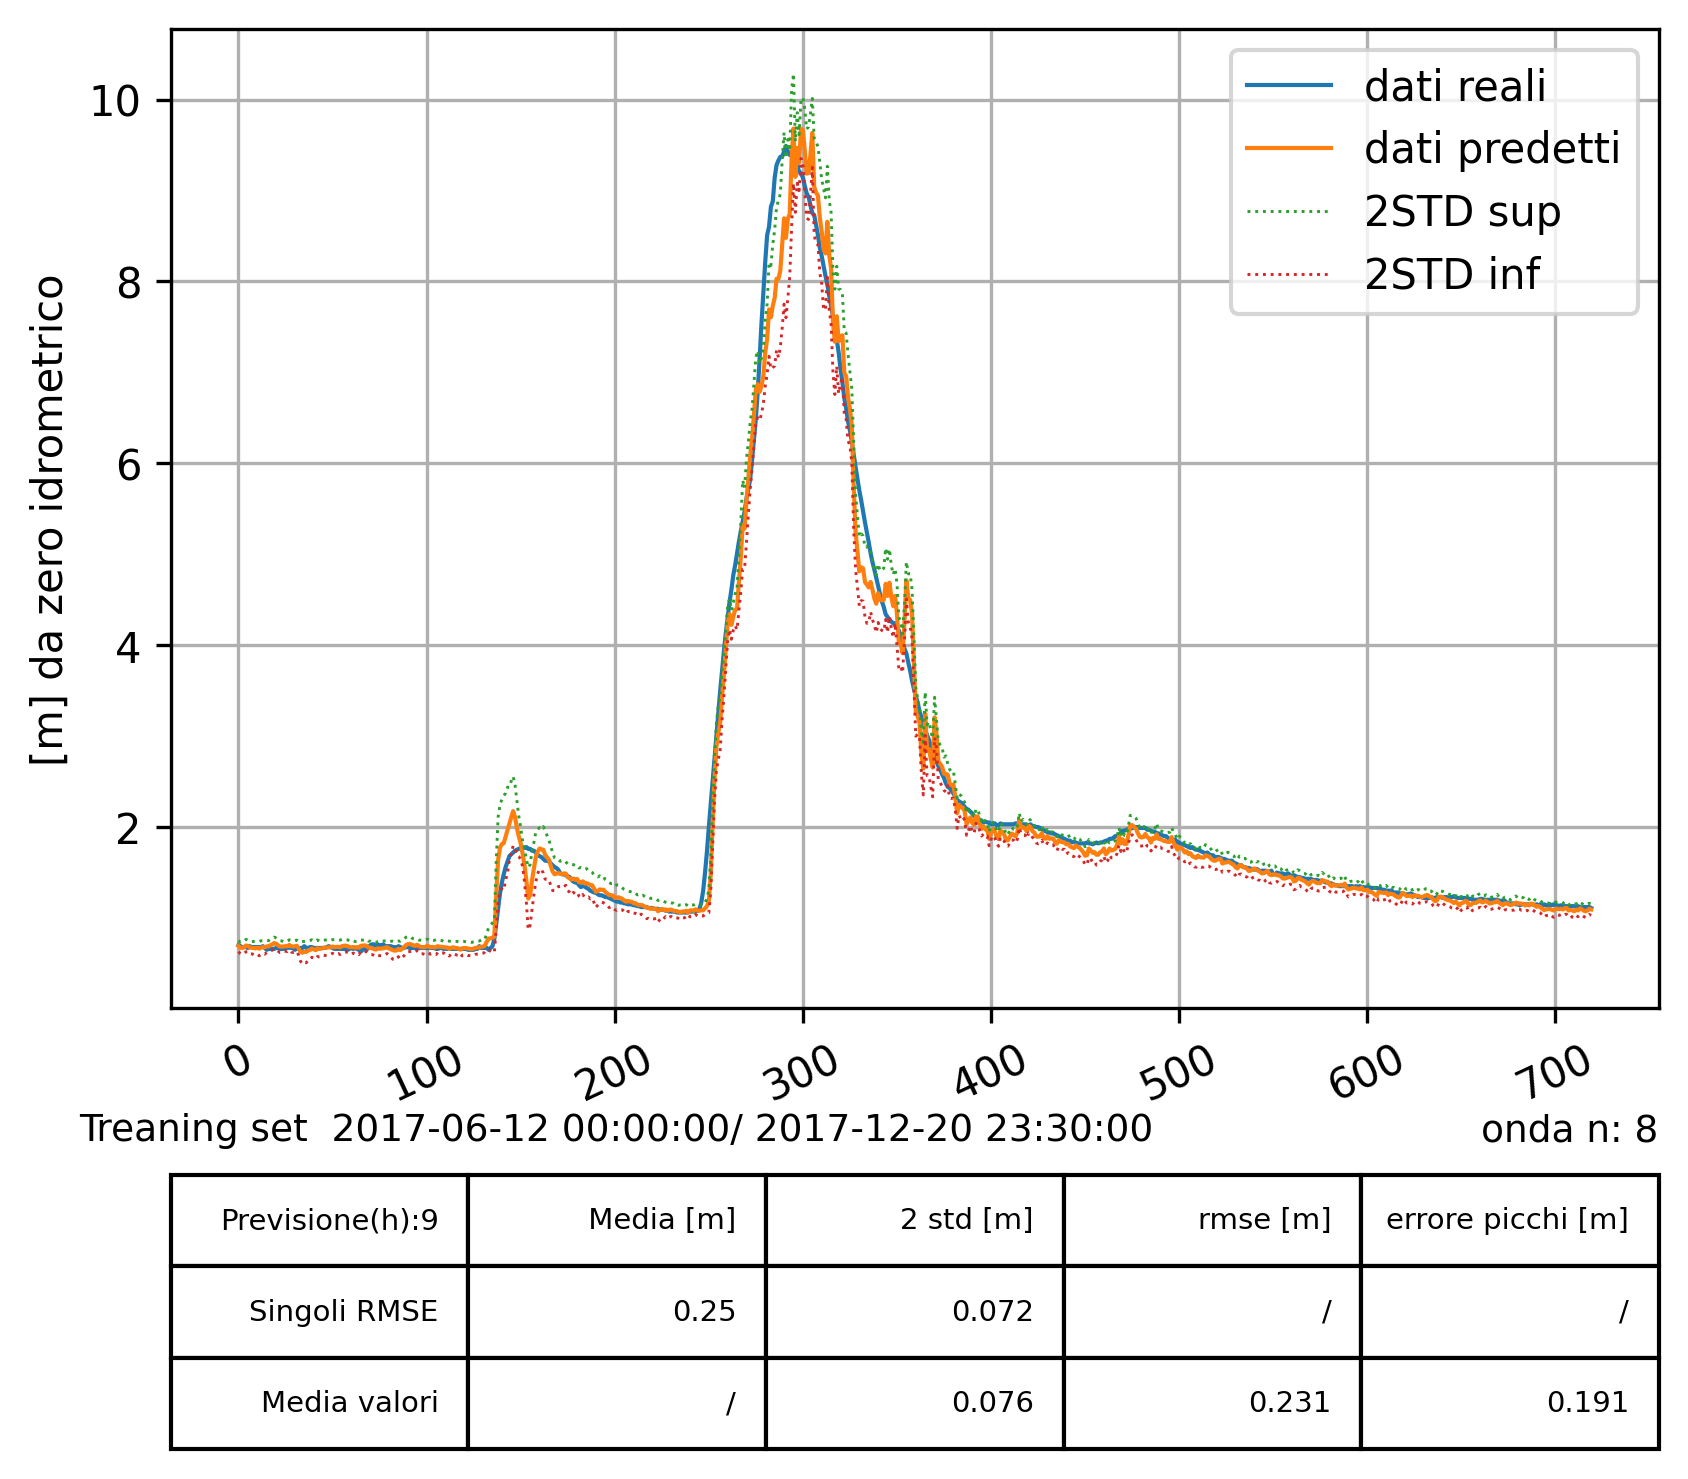 dati reali
dati predetti
2STD sup
2STD inf
[m] da zero idrometrico
10
8
6
4
2
0 100 200 300 400 500 600 700
Treaning set  2017-06-12 00:00:00/ 2017-12-20 23:30:00
onda n: 8
Previsione(h):9 Media [m] 2 std [m] rmse [m] errore picchi [m]
Singoli RMSE 0.25 0.072 / /
Media valori / 0.076 0.231 0.191